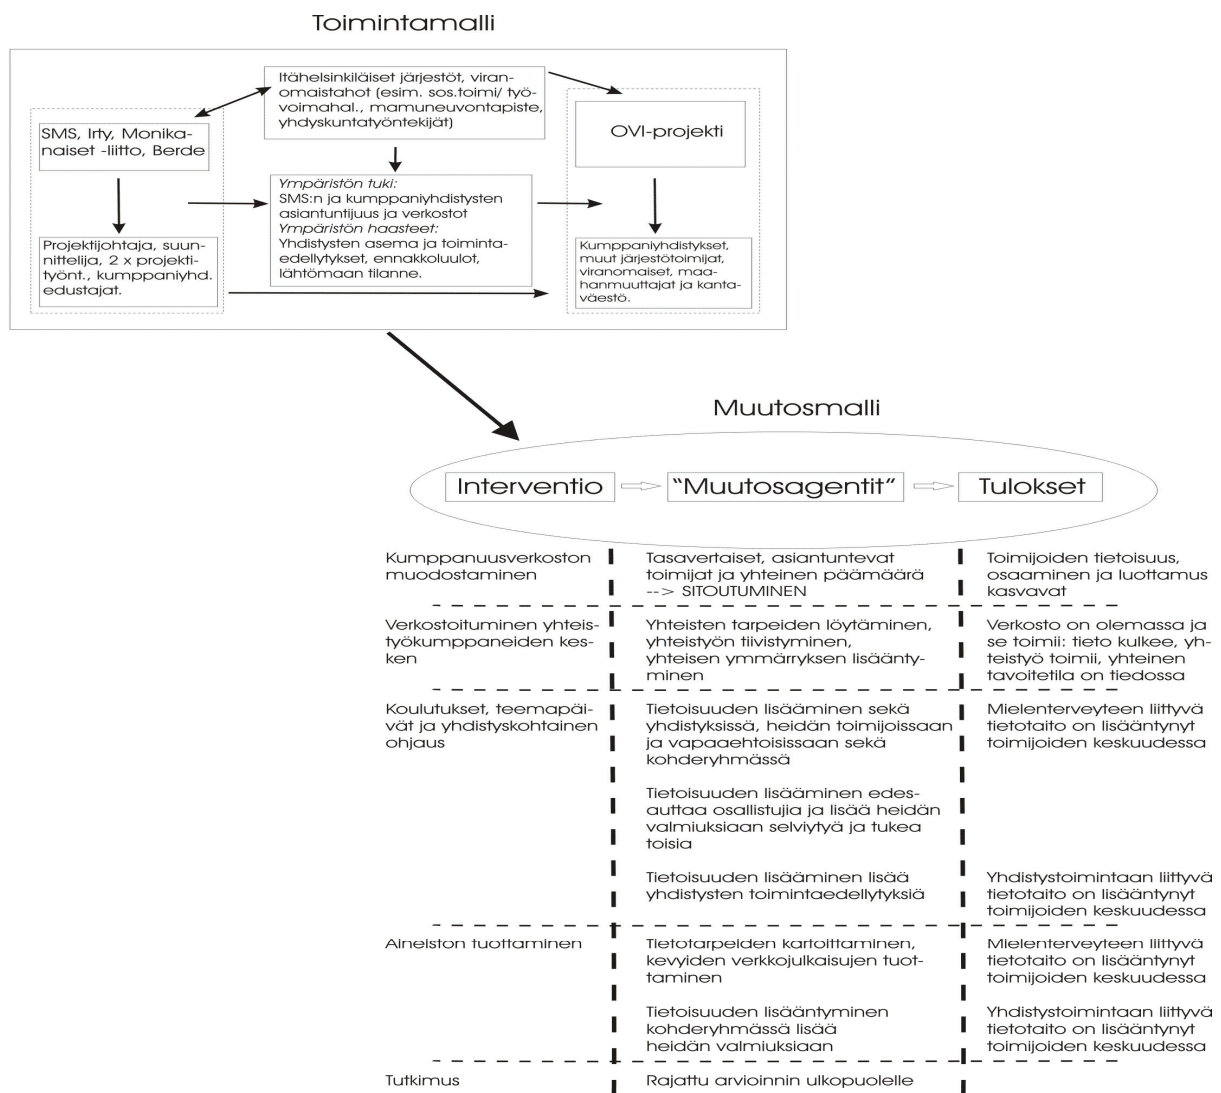 Toimintamalli
Itähelsinkiläiset järjestöt, viran-
omaistahot (esim. sos.toimi/ työ-
voimahal., mamuneuvontapiste,
yhdyskuntatyöntekijät)
SMS, Irty, Monika-
naiset -liitto, Berde
OVI-projekti
Ympäristön tuki:
SMS:n ja kumppaniyhdistysten
asiantuntijuus ja verkostot
Ympäristön haasteet:
Yhdistysten asema ja toiminta-
edellytykset, ennakkoluulot,
lähtömaan tilanne.
Projektijohtaja, suun-
nittelija, 2 x projekti-
työnt., kumppaniyhd.
edustajat.
Kumppaniyhdistykset,
muut järjestötoimijat,
viranomaiset, maa-
hanmuuttajat ja kanta-
väestö.
Muutosmalli
Interventio
“Muutosagentit“
Tulokset
Kumppanuusverkoston
muodostaminen
Tasavertaiset, asiantuntevat
toimijat ja yhteinen päämäärä
--> SITOUTUMINEN
Toimijoiden tietoisuus,
osaaminen ja luottamus
kasvavat
Verkostoituminen yhteis-
työkumppaneiden kes-
ken
Yhteisten tarpeiden löytäminen,
yhteistyön tiivistyminen,
yhteisen ymmärryksen lisäänty-
minen
Verkosto on olemassa ja
se toimii: tieto kulkee, yh-
teistyö toimii, yhteinen
tavoitetila on tiedossa
Koulutukset, teemapäi-
vät ja yhdistyskohtainen
ohjaus
Tietoisuuden lisääminen sekä
yhdistyksissä, heidän toimijoissaan
ja vapaaehtoisissaan sekä
kohderyhmässä
Mielenterveyteen liittyvä
tietotaito on lisääntynyt
toimijoiden keskuudessa
Tietoisuuden lisääminen edes-
auttaa osallistujia ja lisää heidän
valmiuksiaan selviytyä ja tukea
toisia
Tietoisuuden lisääminen lisää
yhdistysten toimintaedellytyksiä
Yhdistystoimintaan liittyvä
tietotaito on lisääntynyt
toimijoiden keskuudessa
Aineiston tuottaminen
Tietotarpeiden kartoittaminen,
kevyiden verkkojulkaisujen tuot-
taminen
Mielenterveyteen liittyvä
tietotaito on lisääntynyt
toimijoiden keskuudessa
Tietoisuuden lisääntyminen
kohderyhmässä lisää
heidän valmiuksiaan
Yhdistystoimintaan liittyvä
tietotaito on lisääntynyt
toimijoiden keskuudessa
Tutkimus
Rajattu arvioinnin ulkopuolelle